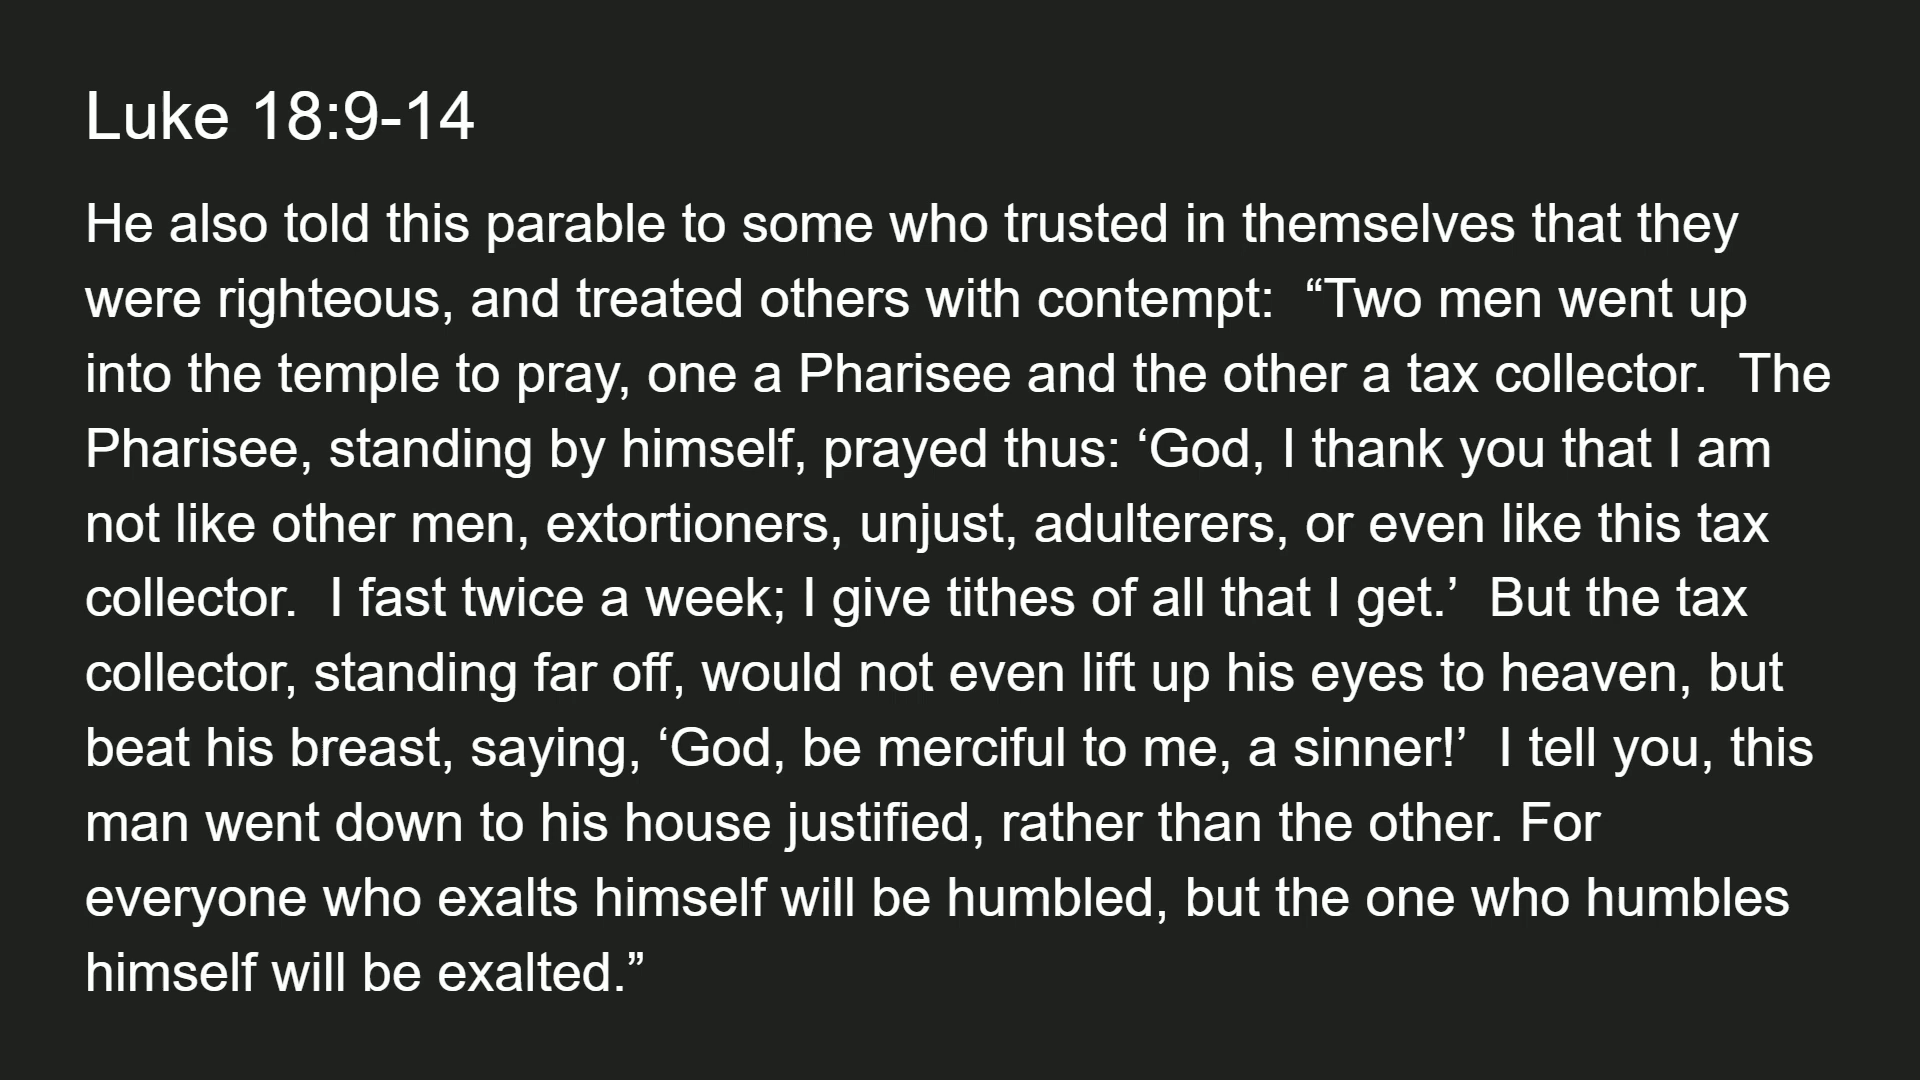 Luke 18:9-14
He also told this parable to some who trusted in themselves that they
were righteous, and treated others with contempt:  “Two men went up
into the temple to pray, one a Pharisee and the other a tax collector.  The
Pharisee, standing by himself, prayed thus: ‘God, I thank you that I am
not like other men, extortioners, unjust, adulterers, or even like this tax
collector.  I fast twice a week; I give tithes of all that I get.’  But the tax
collector, standing far off, would not even lift up his eyes to heaven, but
beat his breast, saying, ‘God, be merciful to me, a sinner!’  I tell you, this
man went down to his house justified, rather than the other. For
everyone who exalts himself will be humbled, but the one who humbles
himself will be exalted.”